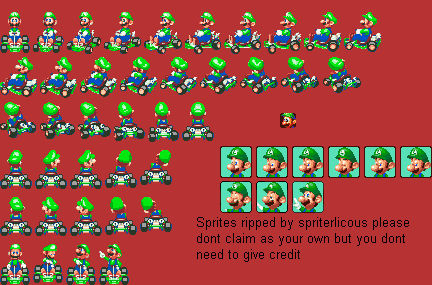 Sprites ripped by spriterlicous please
dont claim as your own but you dont
need to give credit